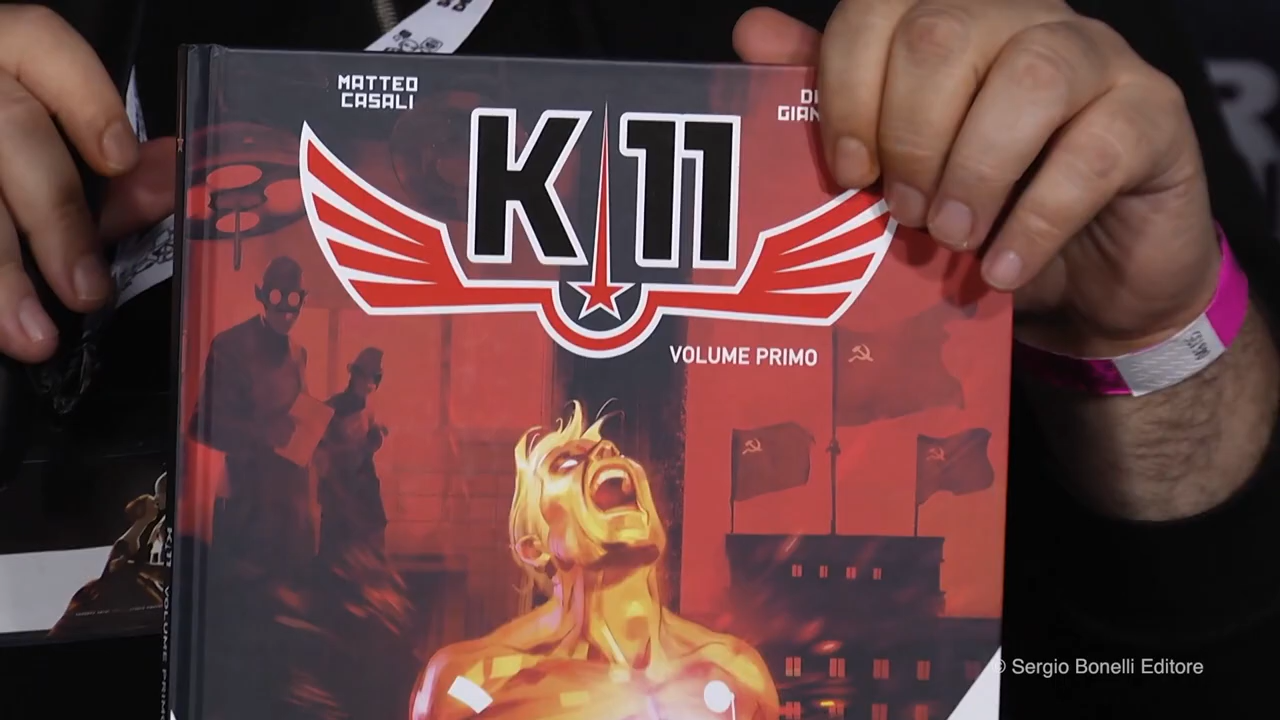 MATTEO
CASALI
K11
VOLUME PRIMO
K11 VOLUME PRIMO
© Sergio Bonelli Editore